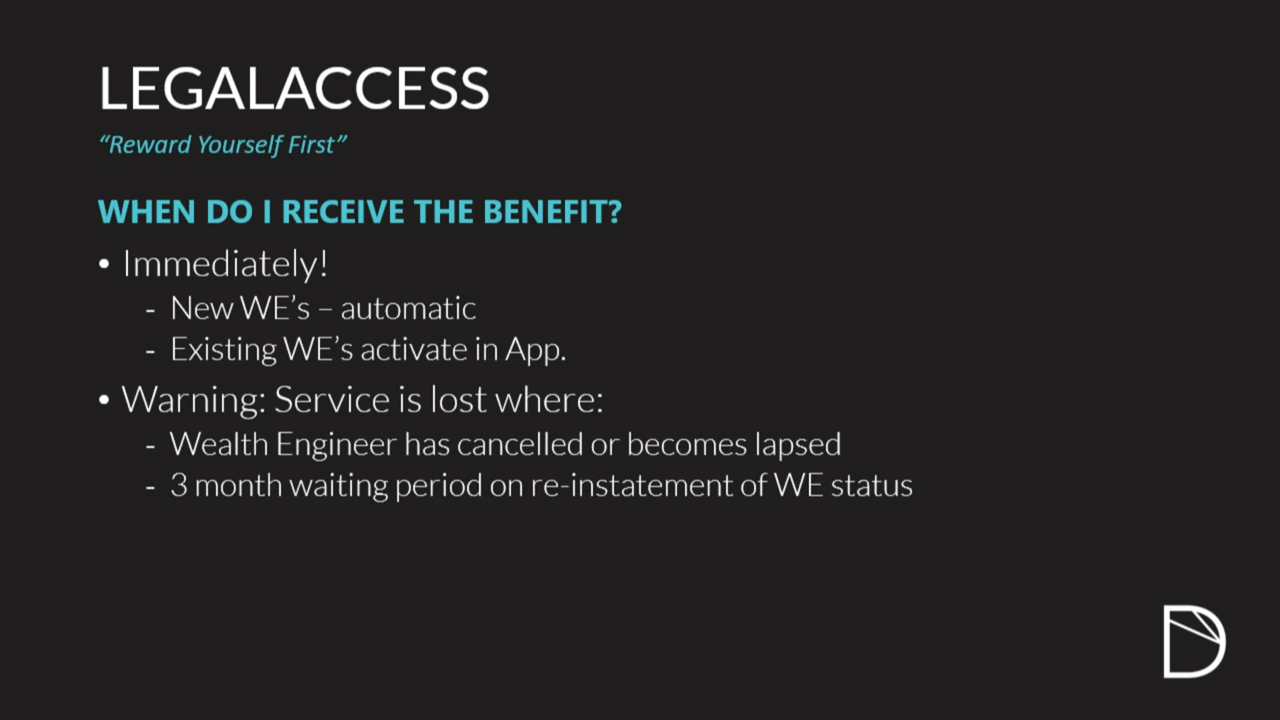 LEGALACCESS
“Reward Yourself First”
WHEN DO I RECEIVE THE BENEFIT?
• Immediately!
- New WE’s – automatic
- Existing WE’s activate in App.
• Warning: Service is lost where:
- Wealth Engineer has cancelled or becomes lapsed
- 3 month waiting period on re-instatement of WE status
D